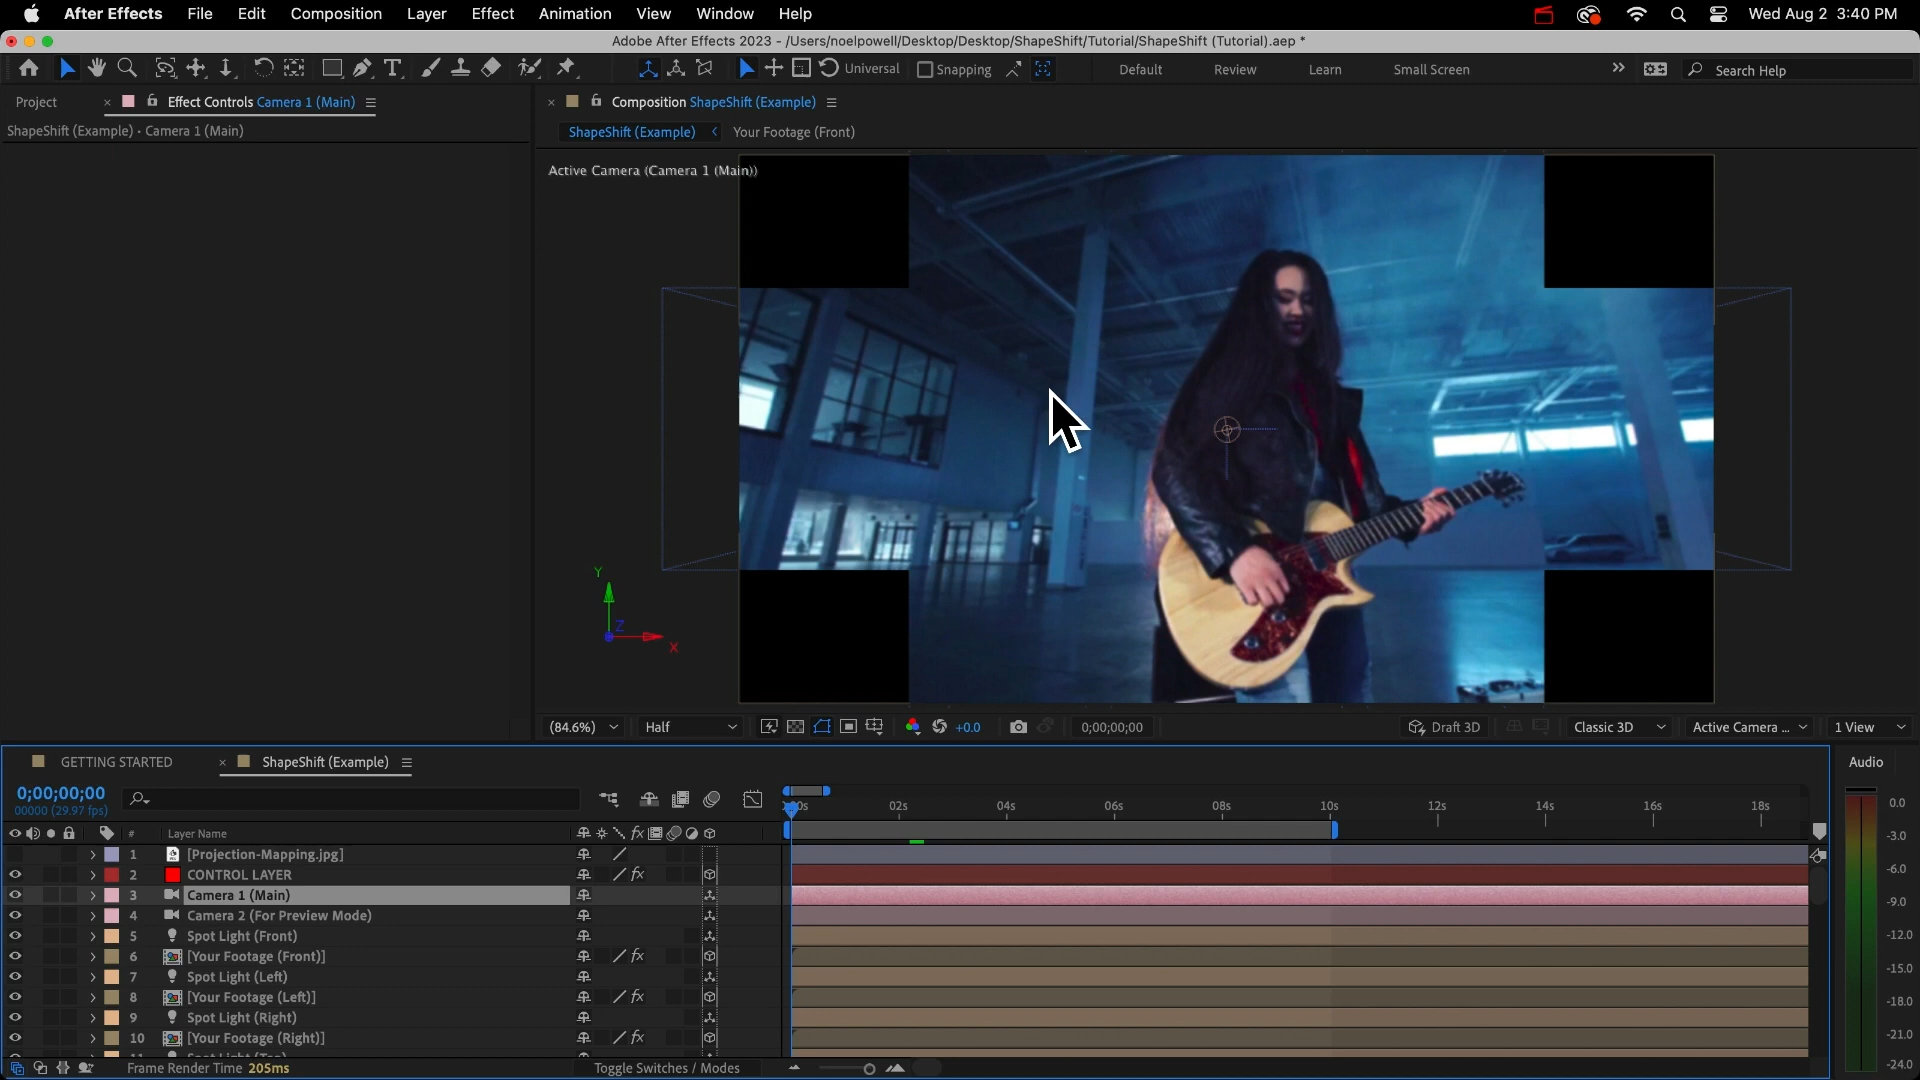 After Effects File Edit Composition Layer Effect Animation View Window Help Wed Aug 2 3:40 PM
Adobe After Effects 2023 - /Users/noelpowell/Desktop/Desktop/ShapeShift/Tutorial/ShapeShift (Tutorial).aep *
Universal Snapping Default Review Learn Small Screen Search Help
Project Effect Controls Camera 1 (Main) Composition ShapeShift (Example)
ShapeShift (Example) • Camera 1 (Main) ShapeShift (Example) Your Footage (Front)
Active Camera (Camera 1 (Main))
Y
Z
X
(84.6%) Half +0.0 0;00;00;00 Draft 3D Classic 3D Active Camera ... 1 View
GETTING STARTED ShapeShift (Example) Audio
0;00;00;00
00000 (29.97 fps)
02s 04s 06s 08s 10s 12s 14s 16s 18s
# Layer Name
1 [Projection-Mapping.jpg]
2 CONTROL LAYER
3 Camera 1 (Main)
4 Camera 2 (For Preview Mode)
5 Spot Light (Front)
6 [Your Footage (Front)]
7 Spot Light (Left)
8 [Your Footage (Left)]
9 Spot Light (Right)
10 [Your Footage (Right)]
Frame Render Time 205ms Toggle Switches / Modes
0.0
-3.0
-6.0
-9.0
-12.0
-15.0
-18.0
-21.0
-24.0